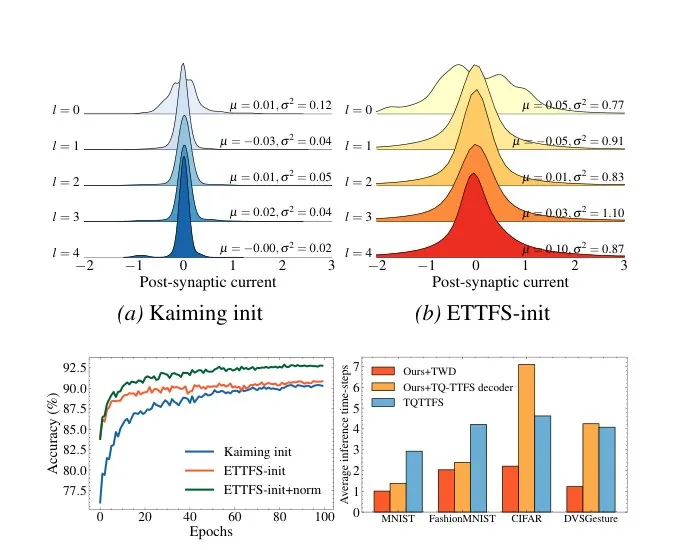 l = 0
μ = 0.01, σ² = 0.12
l = 1
μ = −0.03, σ² = 0.04
l = 2
μ = 0.01, σ² = 0.05
l = 3
μ = 0.02, σ² = 0.04
l = 4
μ = −0.00, σ² = 0.02
−2 −1 0 1 2 3
Post-synaptic current
(a) Kaiming init
l = 0
μ = 0.05, σ² = 0.77
l = 1
μ = −0.05, σ² = 0.91
l = 2
μ = 0.01, σ² = 0.83
l = 3
μ = 0.03, σ² = 1.10
l = 4
μ = 0.10, σ² = 0.87
−2 −1 0 1 2 3
Post-synaptic current
(b) ETTFS-init
Accuracy (%)
92.5
90.0
87.5
85.0
82.5
80.0
77.5
Kaiming init
ETTFS-init
ETTFS-init+norm
0 20 40 60 80 100
Epochs
Average inference time-steps
7
6
5
4
3
2
1
0
Ours+TWD
Ours+TQ-TTFS decoder
TQTTFS
MNIST FashionMNIST CIFAR DVSGesture